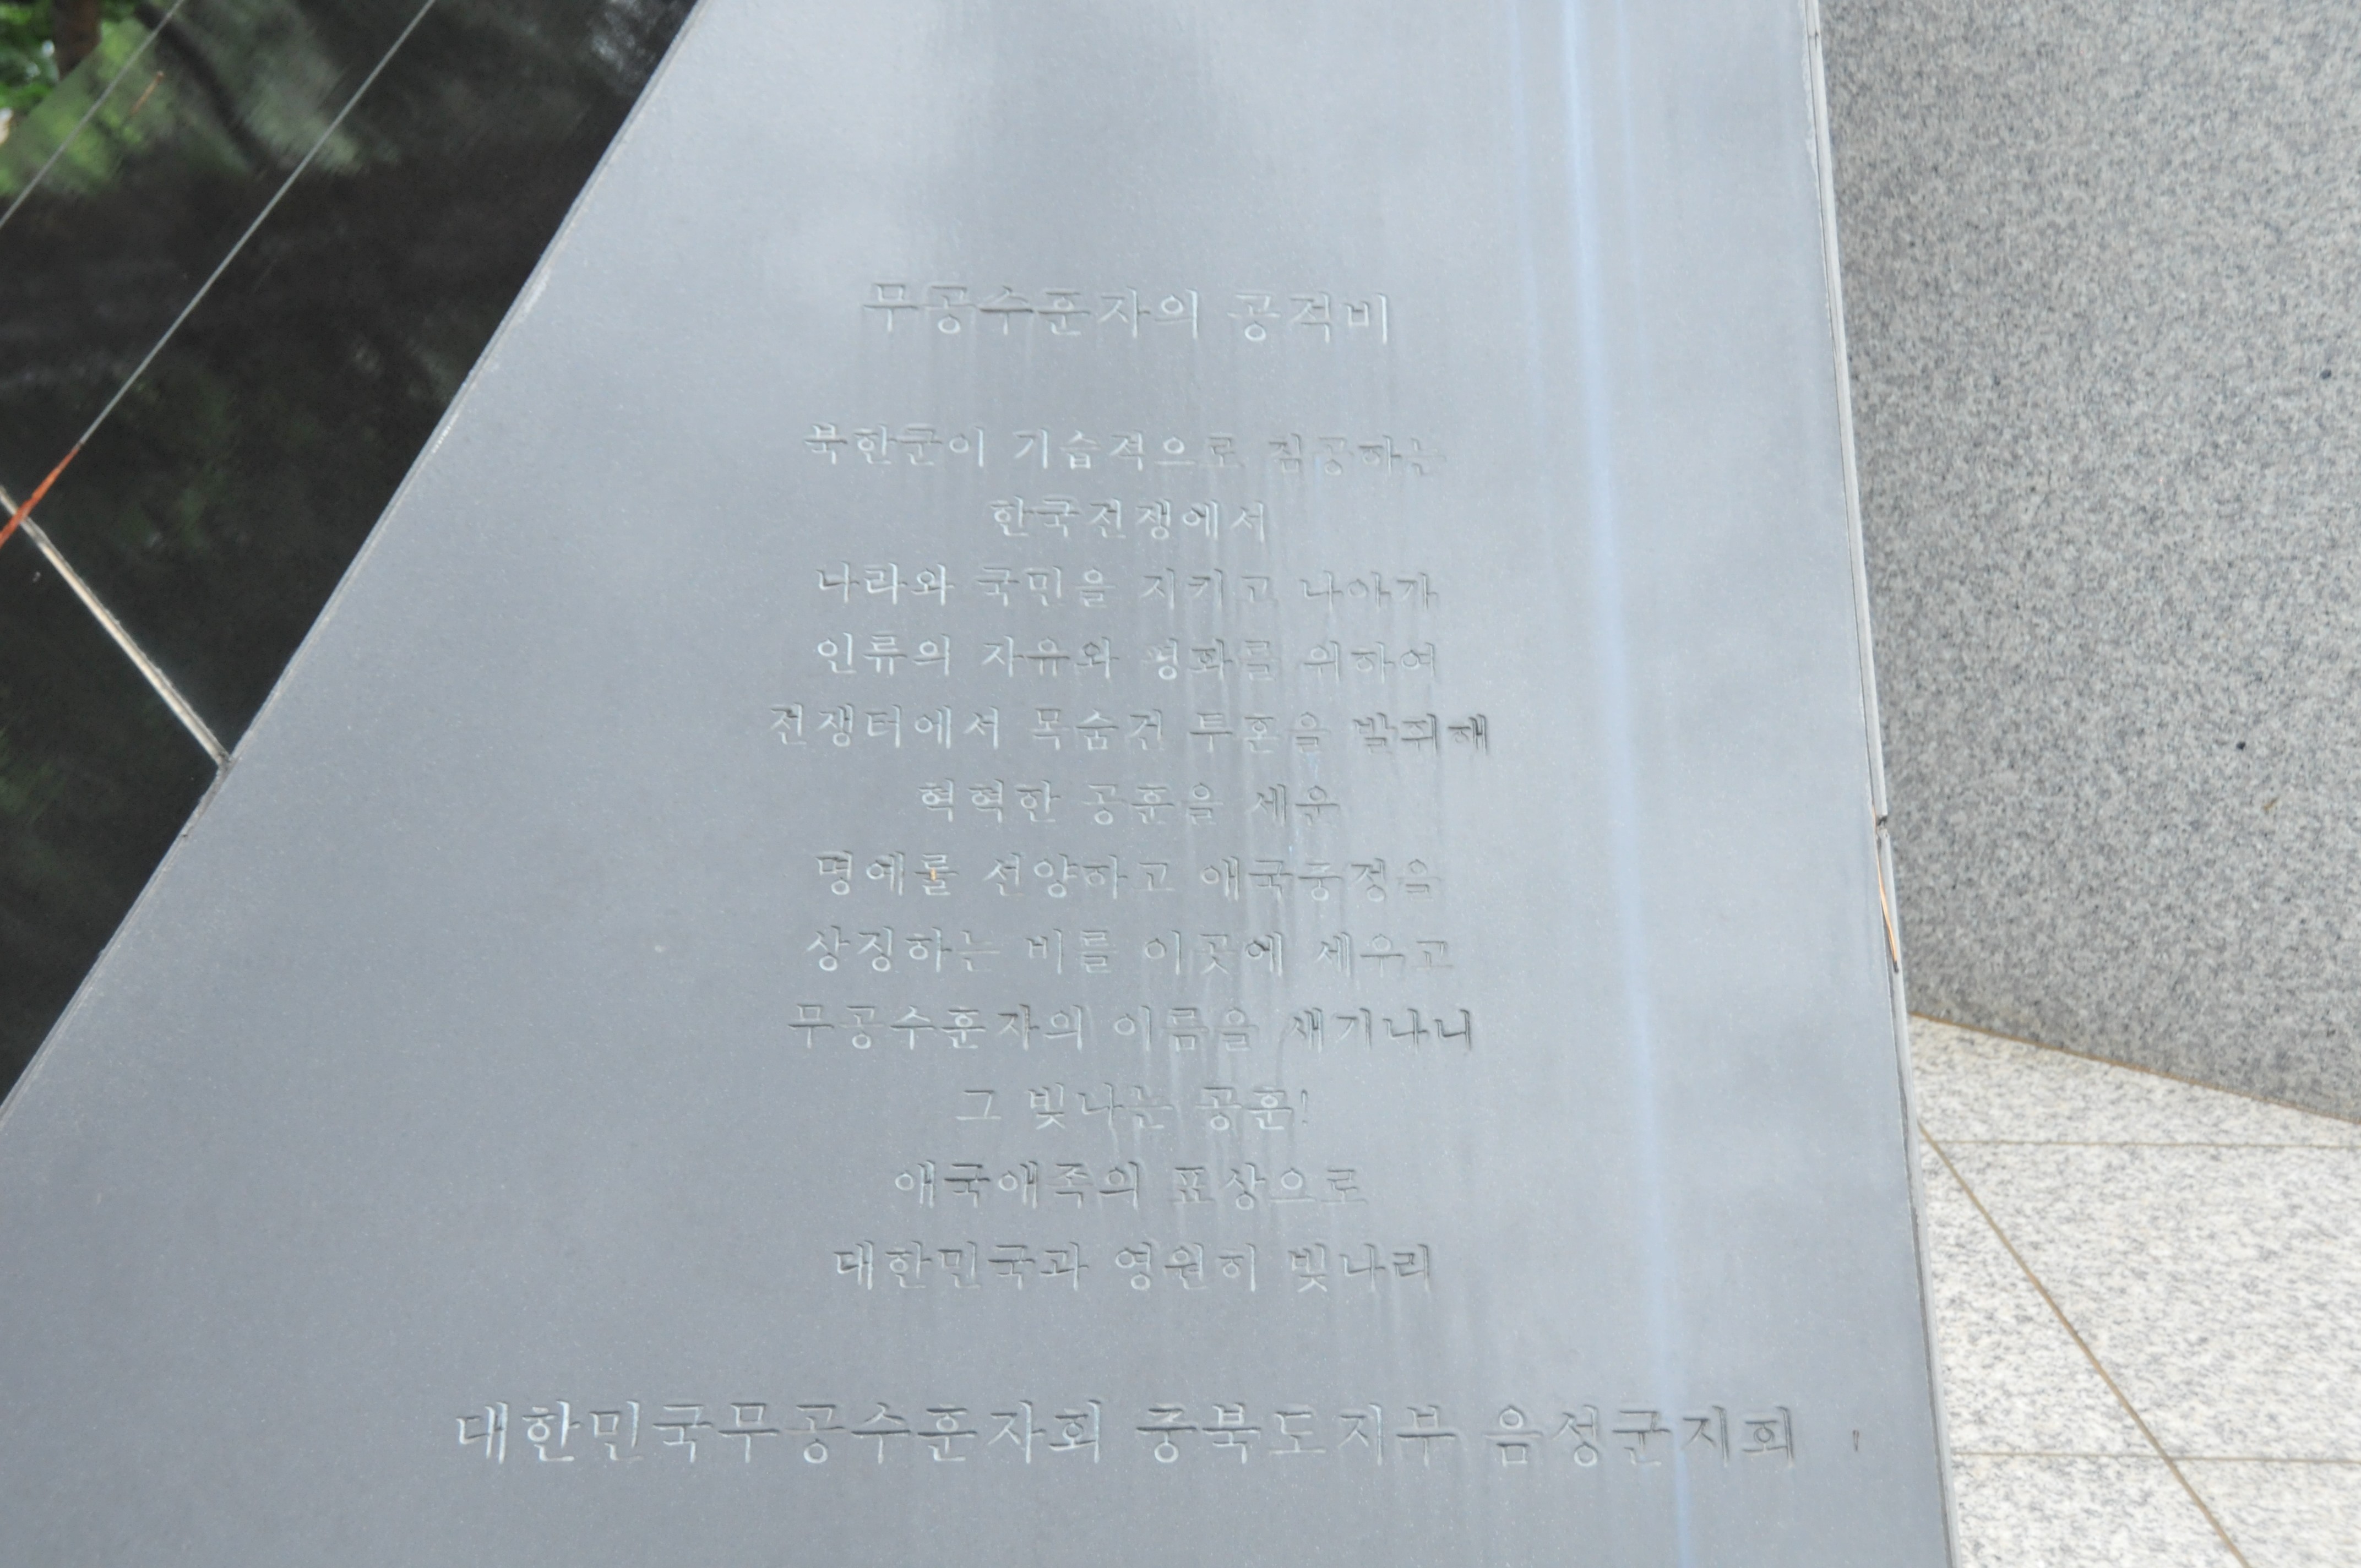 무공수훈자의 공적비
북한군이 기습적으로 침공하는
한국전쟁에서
나라와 국민을 지키고 나아가
인류의 자유와 평화를 위하여
전쟁터에서 목숨건 투혼을 발휘해
혁혁한 공훈을 세운
명예를 선양하고 애국충정을
상징하는 비를 이곳에 세우고
무공수훈자의 이름을 새기나니
그 빛나는 공훈!
애국애족의 표상으로
대한민국과 영원히 빛나리
대한민국무공수훈자회 충북도지부 음성군지회